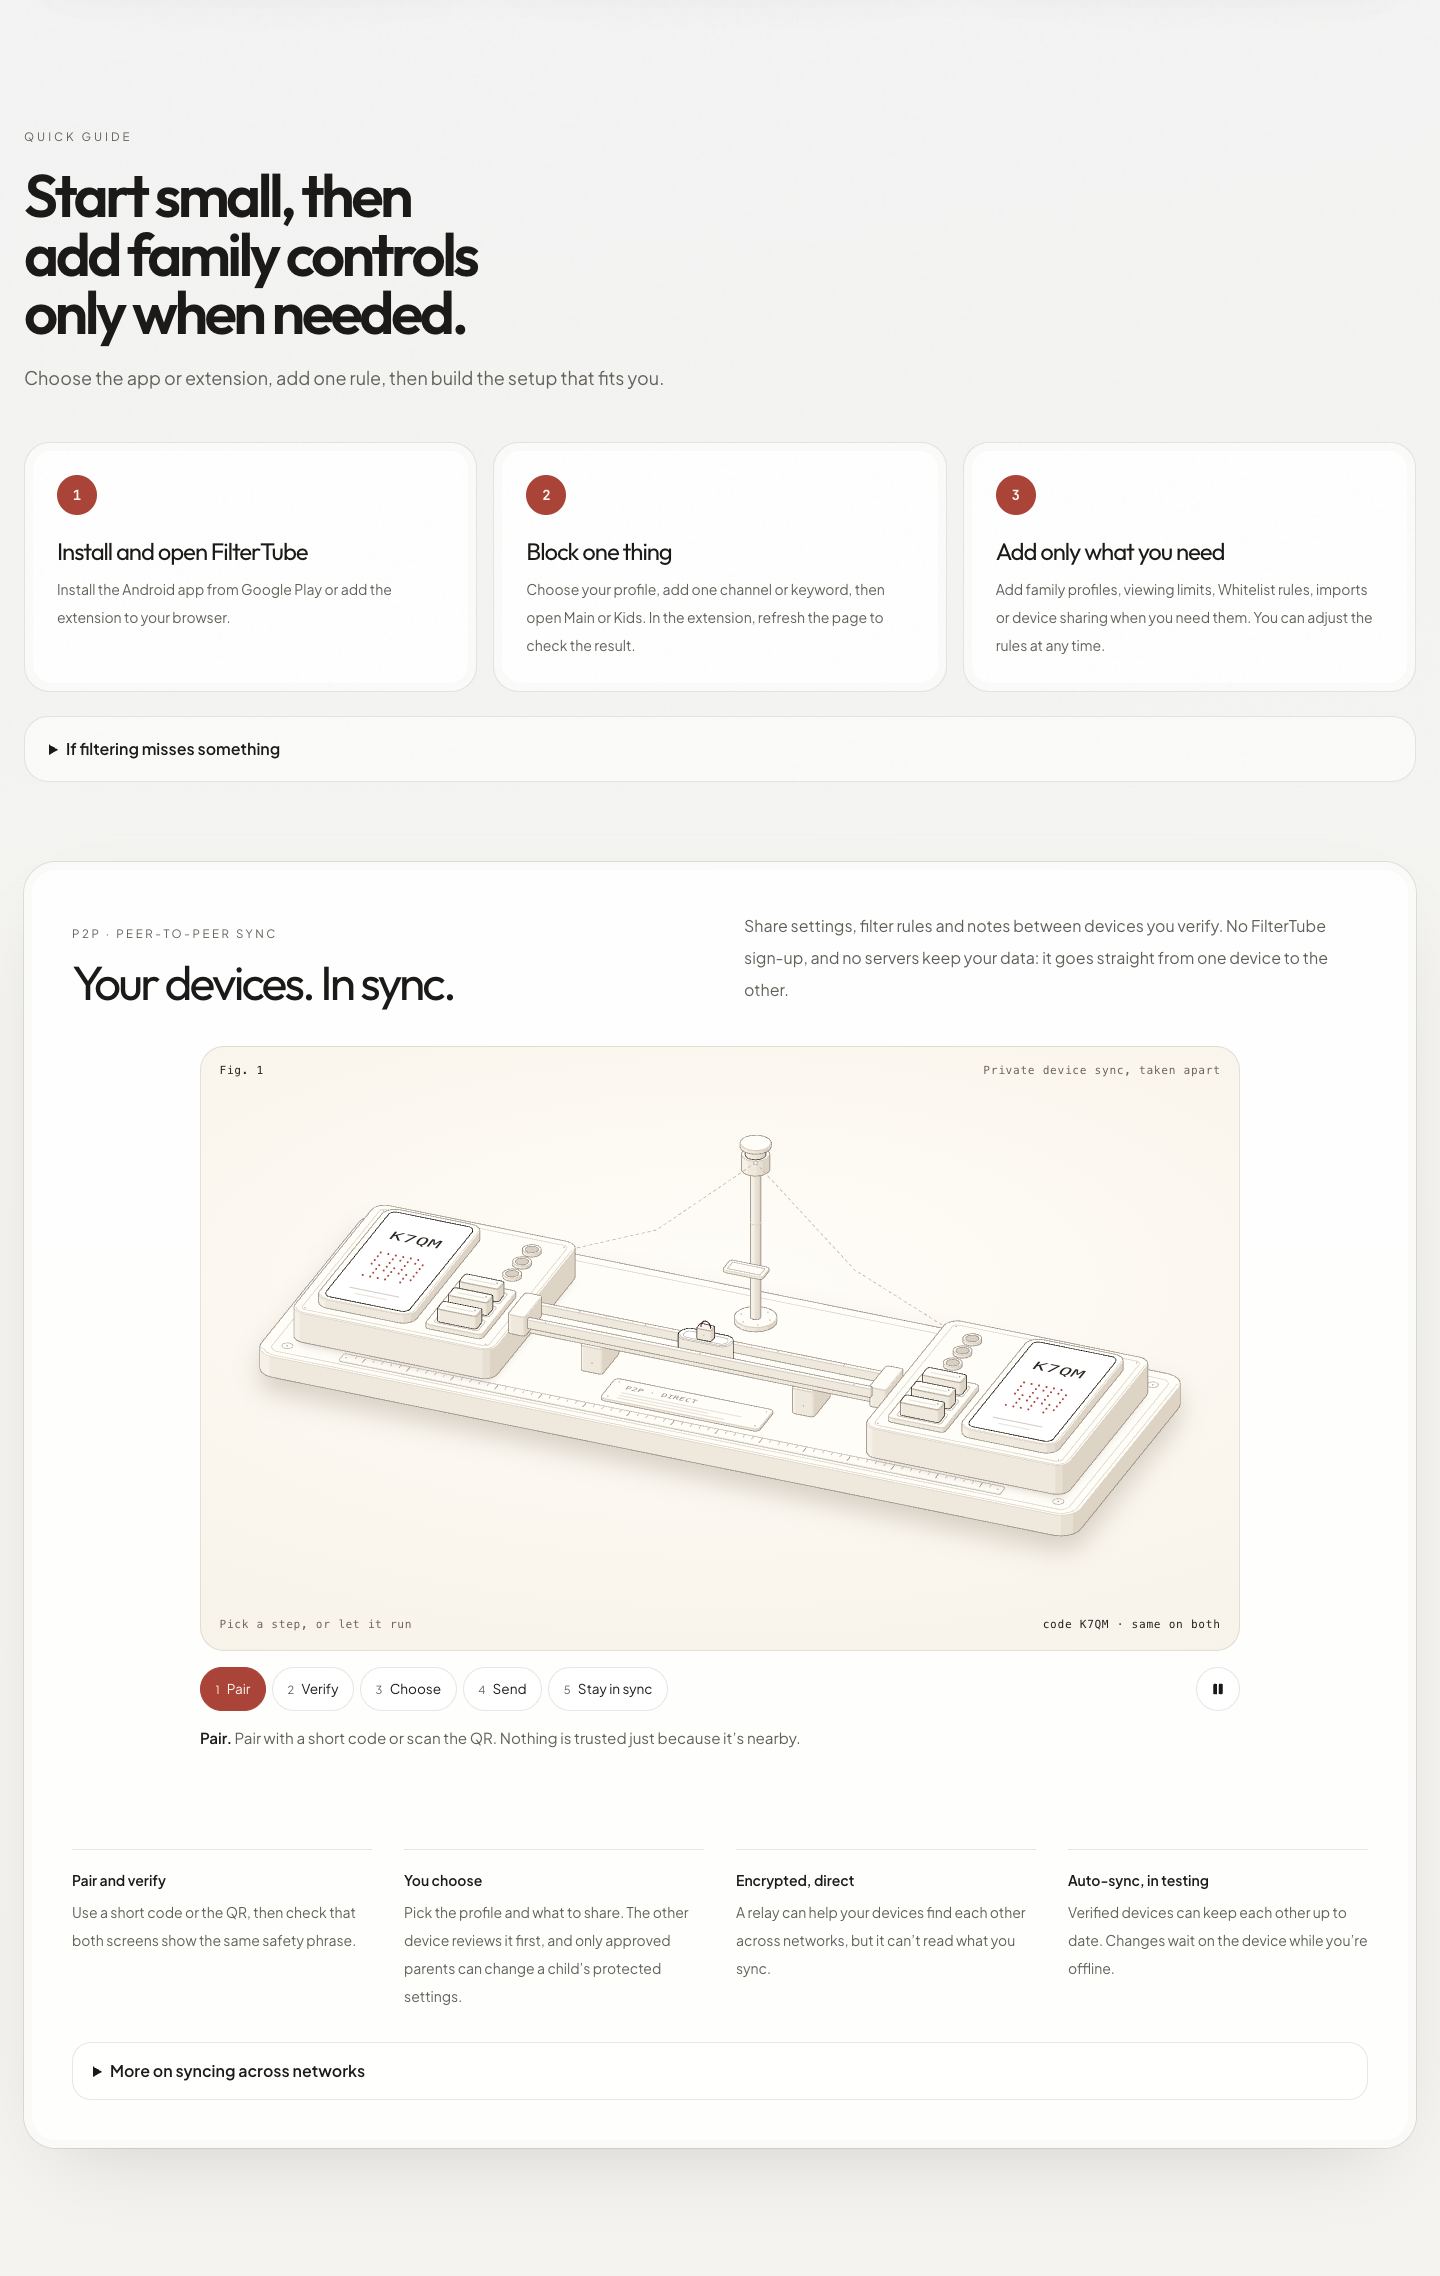 QUICK GUIDE
Start small, then
add family controls
only when needed.
Choose the app or extension, add one rule, then build the setup that fits you.
1
Install and open FilterTube
Install the Android app from Google Play or add the
extension to your browser.
2
Block one thing
Choose your profile, add one channel or keyword, then
open Main or Kids. In the extension, refresh the page to
check the result.
3
Add only what you need
Add family profiles, viewing limits, Whitelist rules, imports
or device sharing when you need them. You can adjust the
rules at any time.
▶ If filtering misses something
P2P · PEER-TO-PEER SYNC
Your devices. In sync.
Share settings, filter rules and notes between devices you verify. No FilterTube
sign-up, and no servers keep your data: it goes straight from one device to the
other.
Fig. 1
Private device sync, taken apart
K7QM
P2P · DIRECT
K7QM
Pick a step, or let it run
code K7QM · same on both
1 Pair
2 Verify
3 Choose
4 Send
5 Stay in sync
Pair. Pair with a short code or scan the QR. Nothing is trusted just because it’s nearby.
Pair and verify
Use a short code or the QR, then check that
both screens show the same safety phrase.
You choose
Pick the profile and what to share. The other
device reviews it first, and only approved
parents can change a child’s protected
settings.
Encrypted, direct
A relay can help your devices find each other
across networks, but it can’t read what you
sync.
Auto-sync, in testing
Verified devices can keep each other up to
date. Changes wait on the device while you’re
offline.
▶ More on syncing across networks